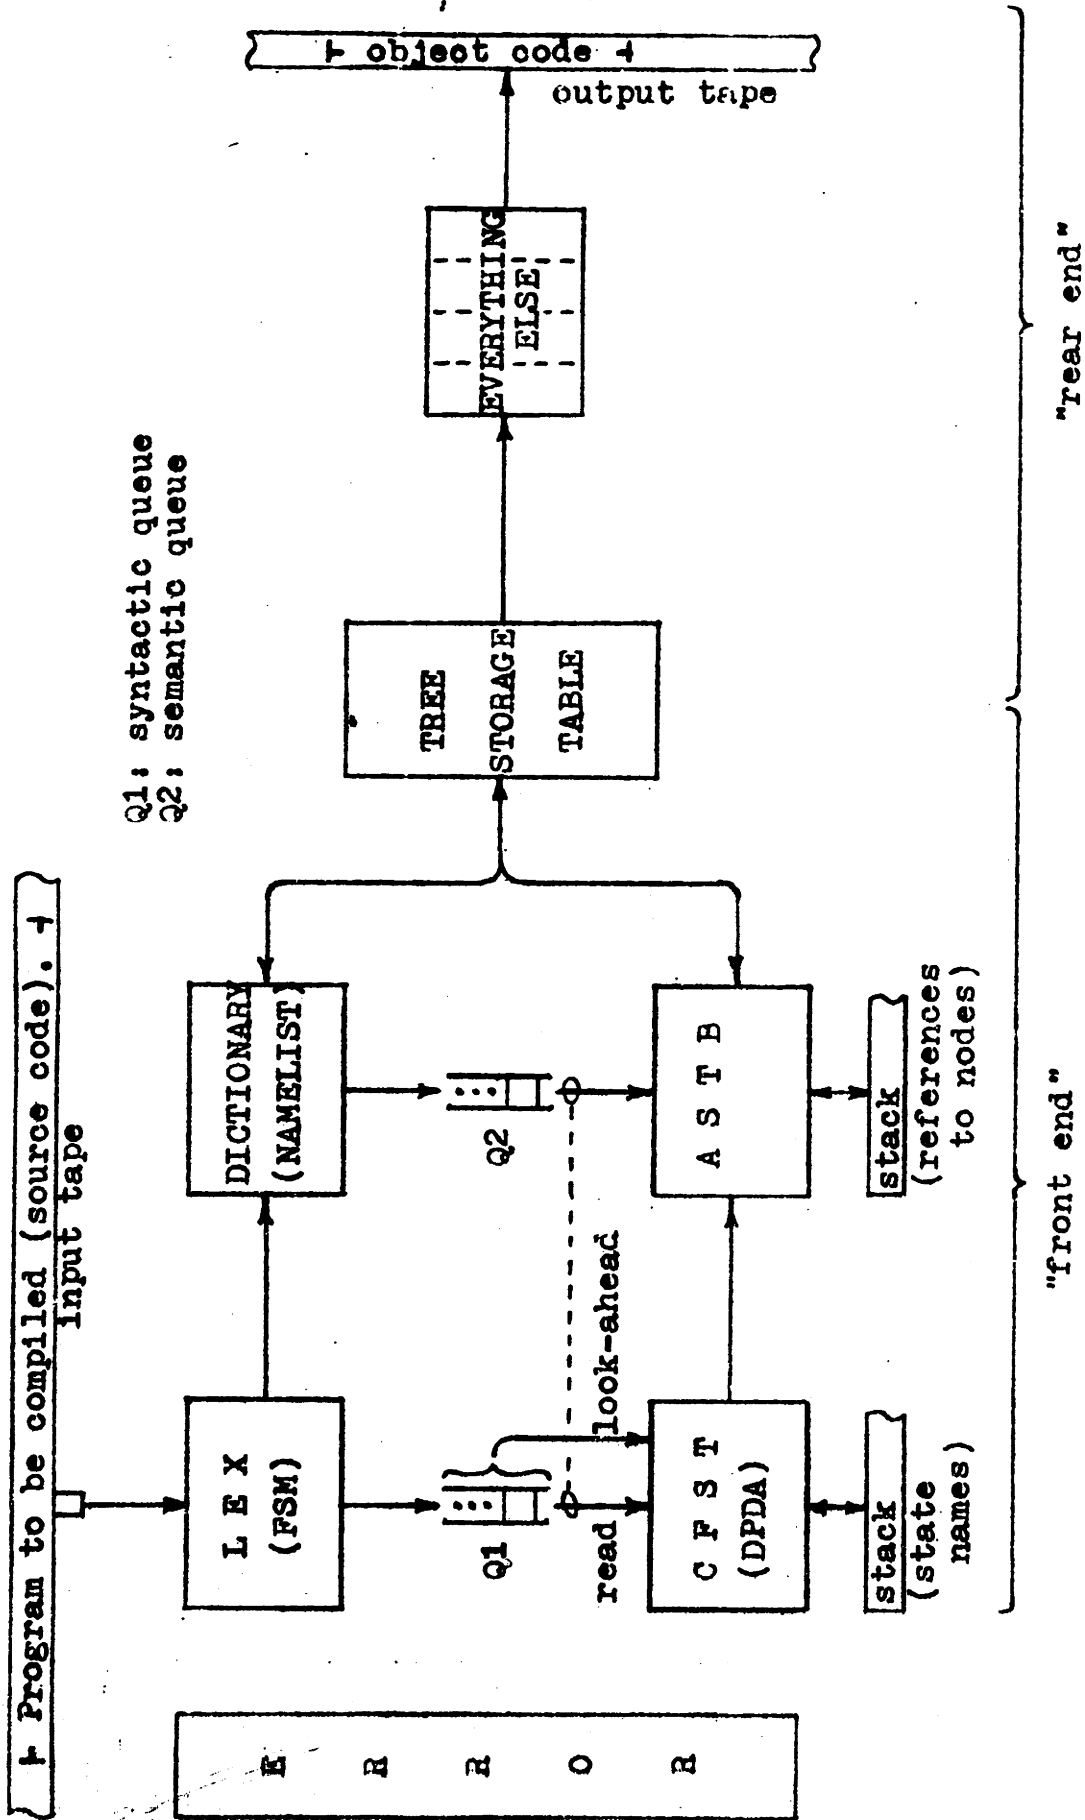 ⊢ Program to be compiled (source code). ⊣
input tape
Q1: syntactic queue
Q2: semantic queue
E
R
R
O
R
L E X
(FSM)
DICTIONARY
(NAMELIST)
Q1
Q2
read
look-ahead
C F S T
(DPDA)
A S T B
stack
(state
names)
stack
(references
to nodes)
TREE
STORAGE
TABLE
EVERYTHING
ELSE
⊢ object code ⊣
output tape
"front end"
"rear end"